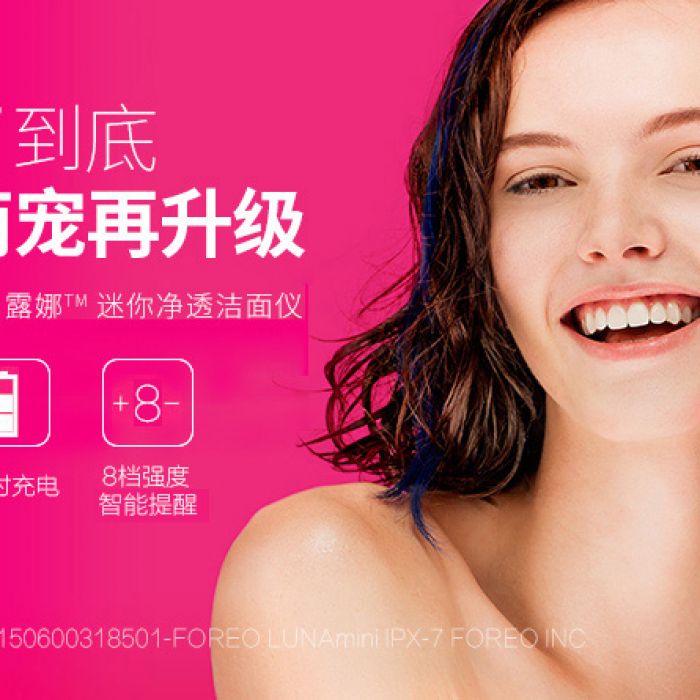 到底
宠再升级
露娜™ 迷你净透洁面仪
+8-
充电
8档强度
智能提醒
150600318501-FOREO LUNAmini IPX-7 FOREO INC